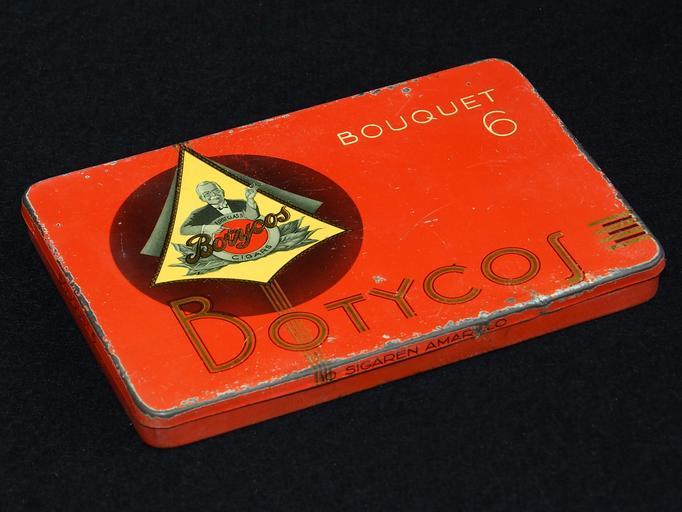 BOUQUET
6
Botycos
CIGARS
BOTYCOS
SIGAREN AMARILLO